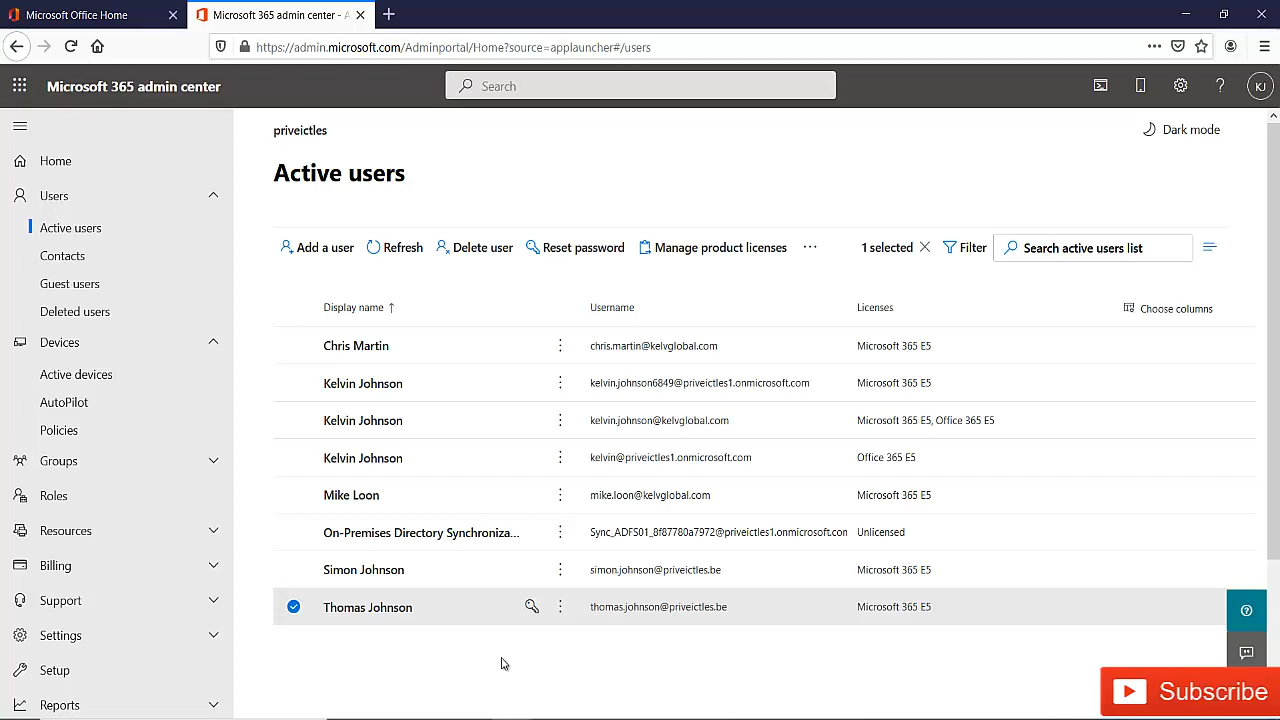 Microsoft Office Home
Microsoft 365 admin center - A
https://admin.microsoft.com/Adminportal/Home?source=applauncher#/users
Microsoft 365 admin center
Search
KJ
priveictles
Dark mode
Home
Active users
Users
Active users
Contacts
Guest users
Deleted users
Devices
Active devices
AutoPilot
Policies
Groups
Roles
Resources
Billing
Support
Settings
Setup
Reports
Add a user Refresh Delete user Reset password Manage product licenses ··· 1 selected Filter Search active users list
Display name ↑ Username Licenses Choose columns
Chris Martin chris.martin@kelvglobal.com Microsoft 365 E5
Kelvin Johnson kelvin.johnson6849@priveictles1.onmicrosoft.com Microsoft 365 E5
Kelvin Johnson kelvin.johnson@kelvglobal.com Microsoft 365 E5, Office 365 E5
Kelvin Johnson kelvin@priveictles1.onmicrosoft.com Office 365 E5
Mike Loon mike.loon@kelvglobal.com Microsoft 365 E5
On-Premises Directory Synchroniza... Sync_ADFS01_8f87780a7972@priveictles1.onmicrosoft.con Unlicensed
Simon Johnson simon.johnson@priveictles.be Microsoft 365 E5
Thomas Johnson thomas.johnson@priveictles.be Microsoft 365 E5
Subscribe